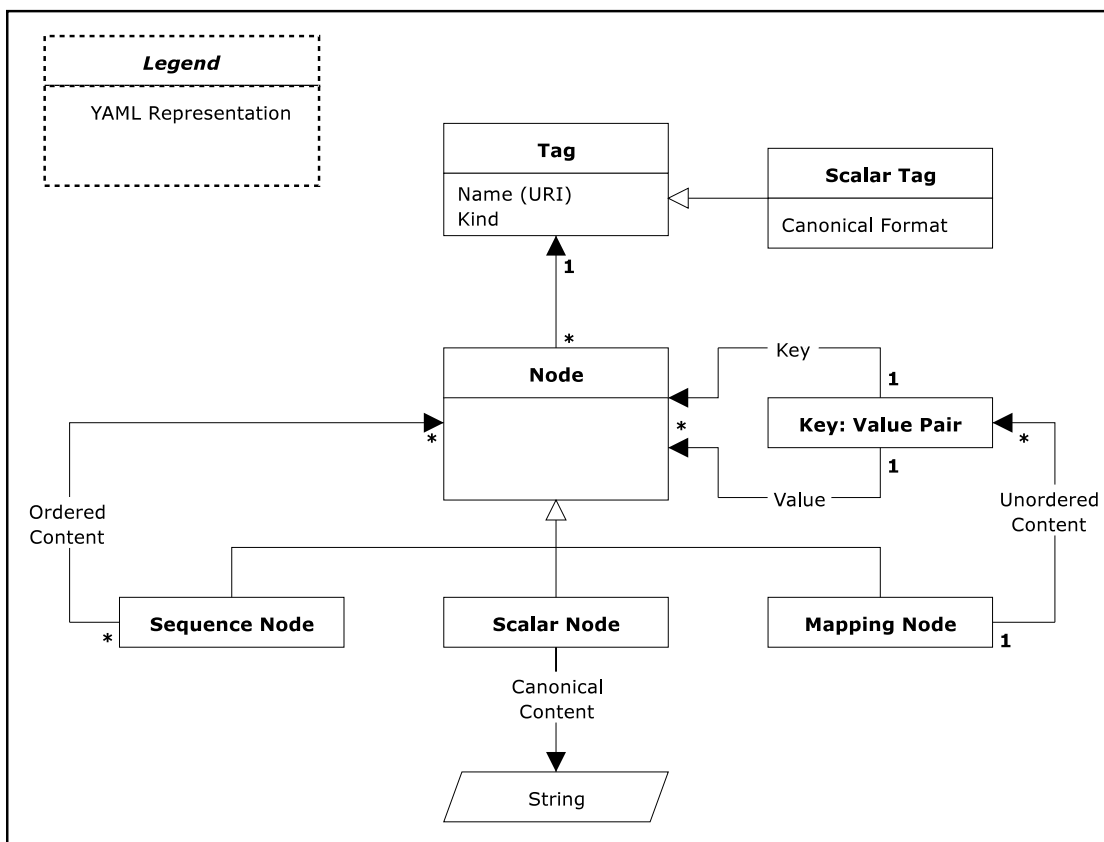 Legend
YAML Representation
Tag
Name (URI)
Kind
Scalar Tag
Canonical Format
1
*
Node
Key
1
Key: Value Pair
*
*
*
1
Value
Ordered
Content
Unordered
Content
Sequence Node
*
Scalar Node
Mapping Node
1
Canonical
Content
String